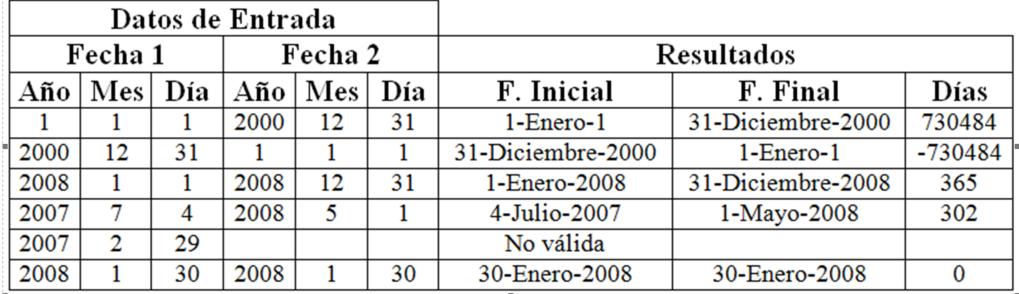 Datos de Entrada
Fecha 1 Fecha 2 Resultados
Año Mes Día Año Mes Día F. Inicial F. Final Días
1 1 1 2000 12 31 1-Enero-1 31-Diciembre-2000 730484
2000 12 31 1 1 1 31-Diciembre-2000 1-Enero-1 -730484
2008 1 1 2008 12 31 1-Enero-2008 31-Diciembre-2008 365
2007 7 4 2008 5 1 4-Julio-2007 1-Mayo-2008 302
2007 2 29 No válida
2008 1 30 2008 1 30 30-Enero-2008 30-Enero-2008 0